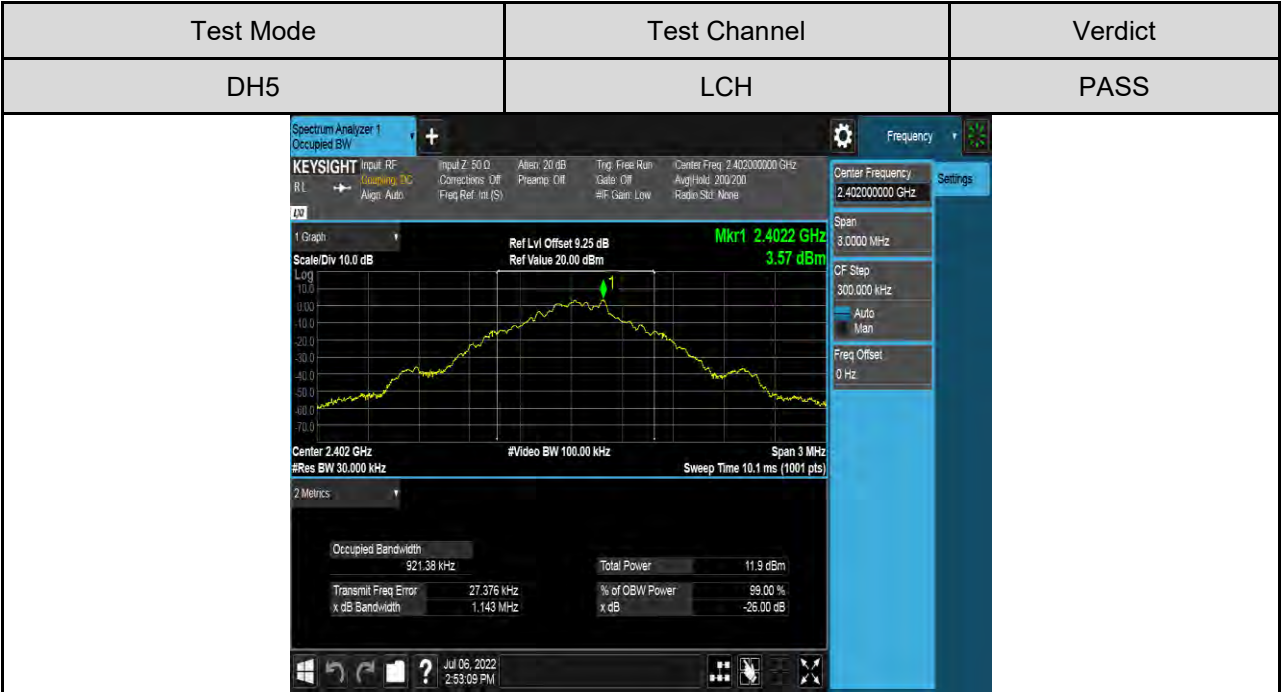 Test Mode Test Channel Verdict
DH5 LCH PASS
Spectrum Analyzer 1
Occupied BW
+
Frequency
KEYSIGHT
RL
Input: RF
Coupling: DC
Align: Auto
Input Z: 50 Ω
Corrections: Off
Freq Ref: Int (S)
Atten: 20 dB
Preamp: Off
Trig: Free Run
Gate: Off
#IF Gain: Low
Center Freq: 2.402000000 GHz
Avg|Hold: 200/200
Radio Std: None
1 Graph
Scale/Div 10.0 dB
Ref Lvl Offset 9.25 dB
Ref Value 20.00 dBm
Mkr1 2.4022 GHz
3.57 dBm
Log
10.0
0.00
-10.0
-20.0
-30.0
-40.0
-50.0
-60.0
-70.0
1
Center 2.402 GHz
#Res BW 30.000 kHz
#Video BW 100.00 kHz
Span 3 MHz
Sweep Time 10.1 ms (1001 pts)
2 Metrics
Occupied Bandwidth
921.38 kHz
Total Power 11.9 dBm
Transmit Freq Error 27.376 kHz
% of OBW Power 99.00 %
x dB Bandwidth 1.143 MHz
x dB -26.00 dB
Center Frequency
2.402000000 GHz
Settings
Span
3.0000 MHz
CF Step
300.000 kHz
Auto
Man
Freq Offset
0 Hz
?
Jul 06, 2022
2:53:09 PM